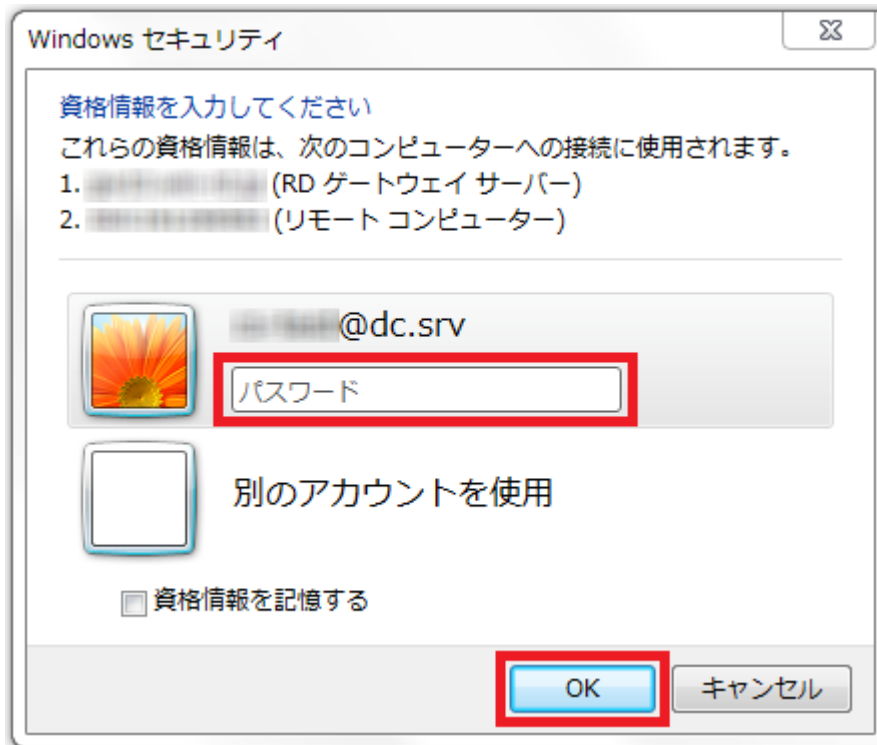 Windows セキュリティ
資格情報を入力してください
これらの資格情報は、次のコンピューターへの接続に使用されます。
1. (RD ゲートウェイ サーバー)
2. (リモート コンピューター)
@dc.srv
パスワード
別のアカウントを使用
資格情報を記憶する
OK
キャンセル